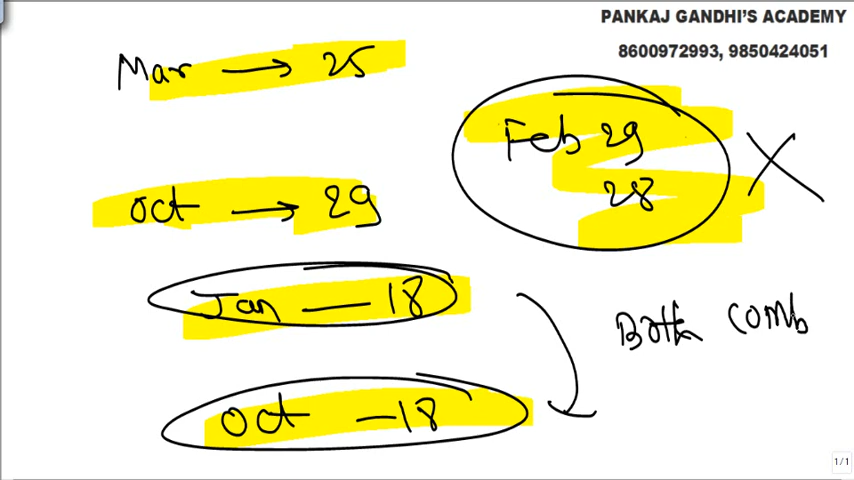 PANKAJ GANDHI'S ACADEMY
8600972993, 9850424051
Mar → 25
Feb 29
28
Oct → 29
Jan — 18
Both comb
Oct — 18
1/1